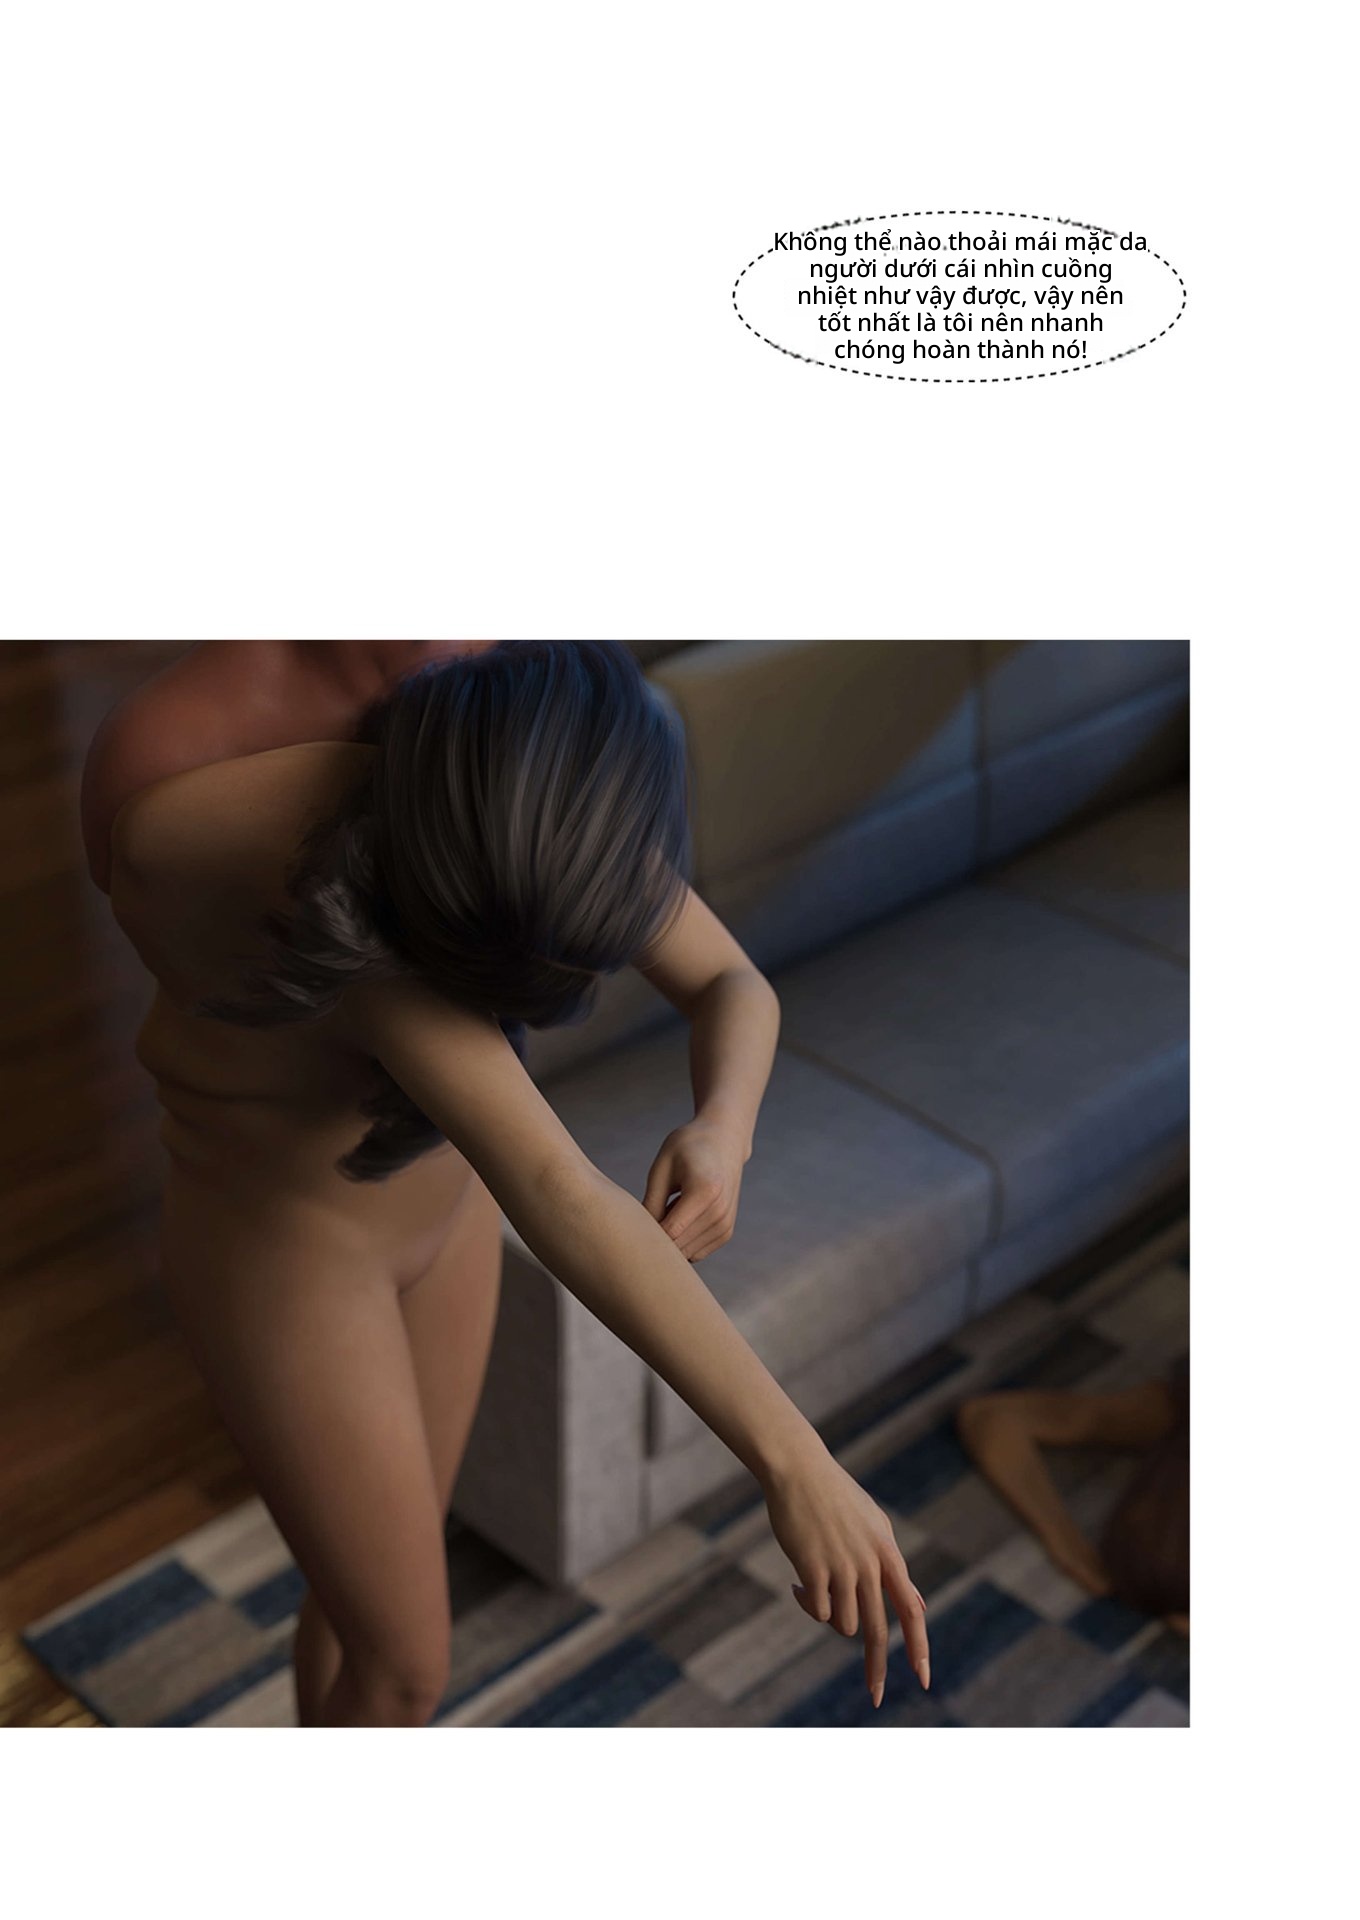 Không thể nào thoải mái mặc da
người dưới cái nhìn cuồng
nhiệt như vậy được, vậy nên
tốt nhất là tôi nên nhanh
chóng hoàn thành nó!